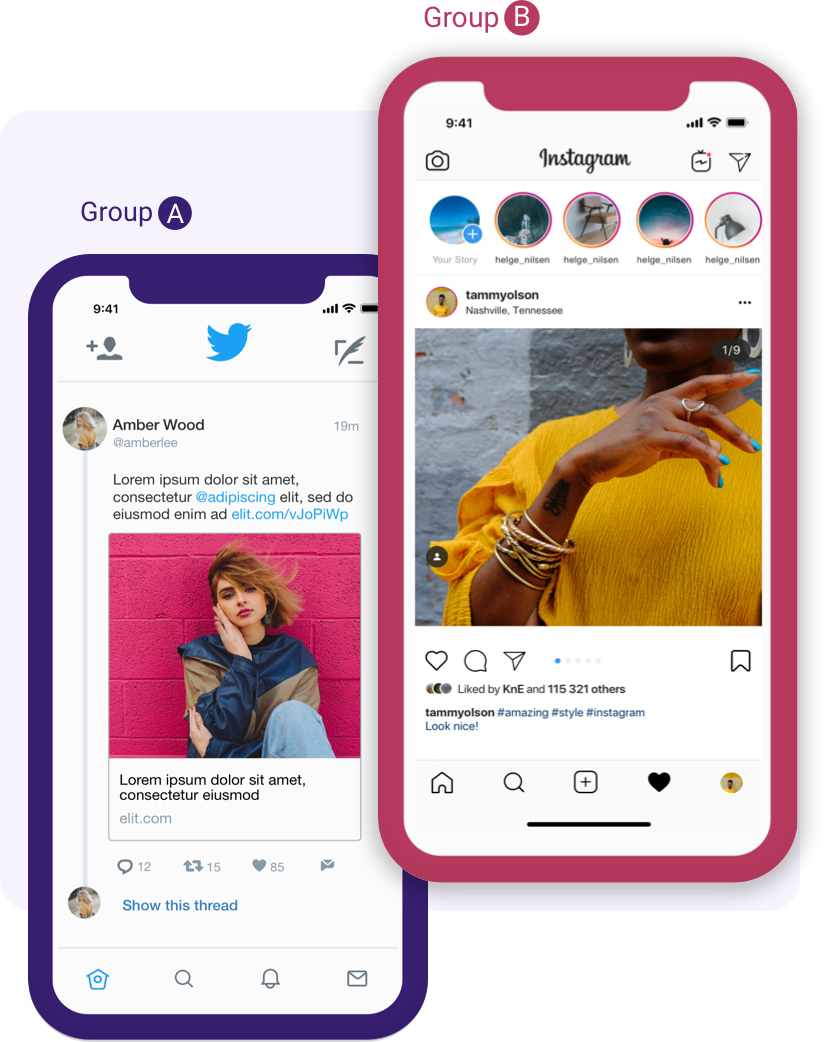 Group B
9:41
Instagram
Your Story
helge_nilsen
helge_nilsen
helge_nilsen
helge_nilsen
tammyolson
Nashville, Tennessee
1/9
Liked by KnE and 115 321 others
tammyolson #amazing #style #instagram
Look nice!
Group A
9:41
Amber Wood
19m
@amberlee
Lorem ipsum dolor sit amet,
consectetur @adipiscing elit, sed do
eiusmod enim ad elit.com/vJoPiWp
Lorem ipsum dolor sit amet,
consectetur eiusmod
elit.com
12 15 85
Show this thread